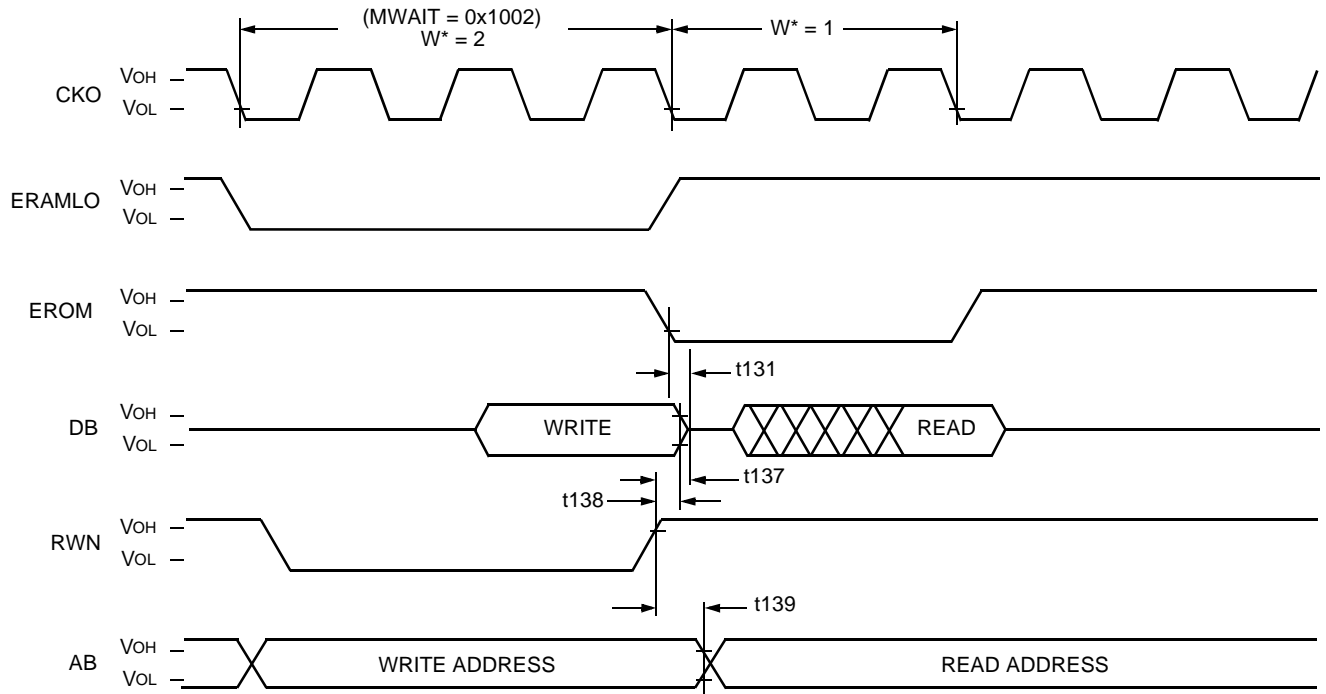 (MWAIT = 0x1002)
W* = 2
W* = 1
CKO
VOH
VOL
ERAMLO
VOH
VOL
EROM
VOH
VOL
t131
DB
VOH
VOL
WRITE
READ
t137
t138
RWN
VOH
VOL
t139
AB
VOH
VOL
WRITE ADDRESS
READ ADDRESS